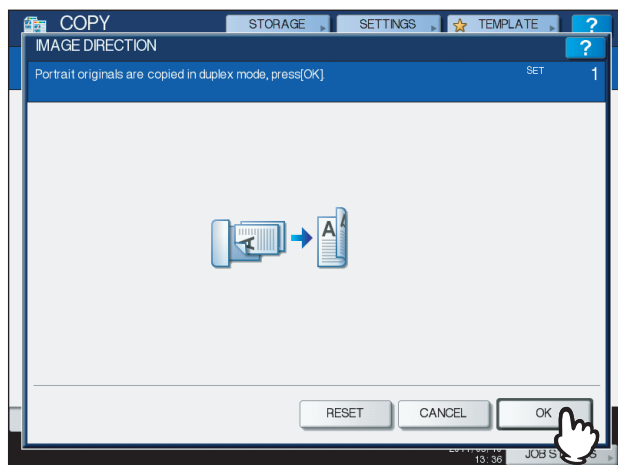 COPY
STORAGE
SETTINGS
TEMPLATE
?
IMAGE DIRECTION
?
Portrait originals are copied in duplex mode, press[OK].
SET 1
A
A
RESET
CANCEL
OK
13:36
JOB S